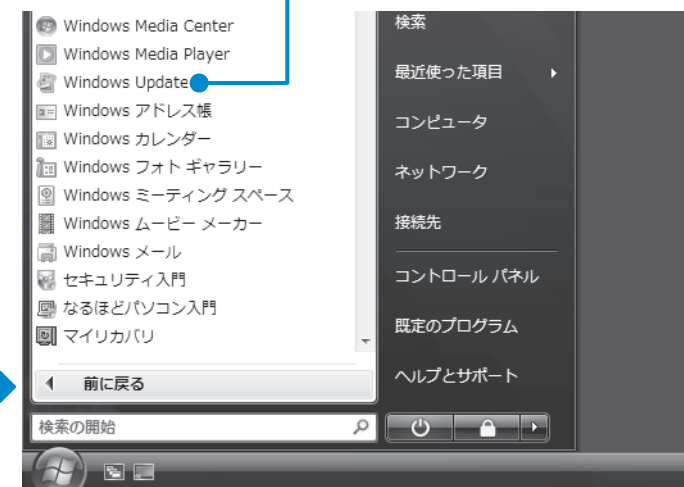 Windows Media Center
Windows Media Player
Windows Update
Windows アドレス帳
Windows カレンダー
Windows フォト ギャラリー
Windows ミーティング スペース
Windows ムービー メーカー
Windows メール
セキュリティ入門
なるほどパソコン入門
マイリカバリ
前に戻る
検索の開始
検索
最近使った項目
コンピュータ
ネットワーク
接続先
コントロール パネル
既定のプログラム
ヘルプとサポート